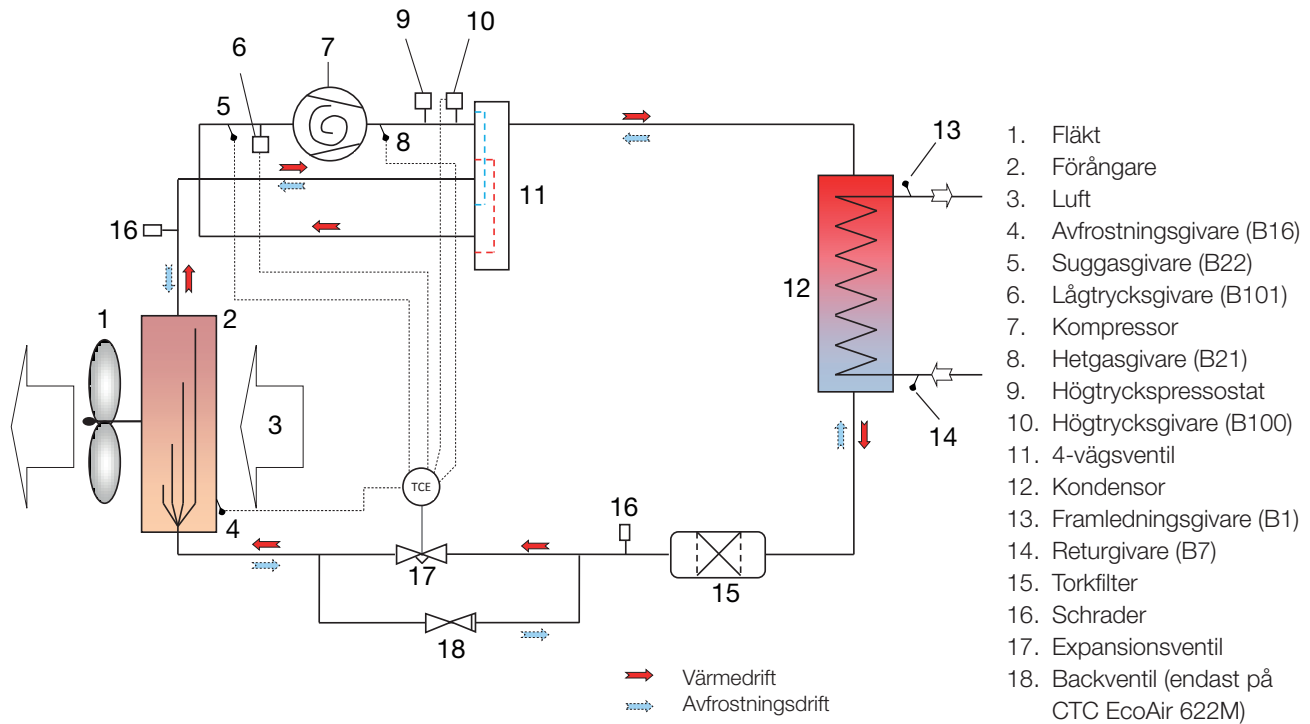 9
10
6
7
5
8
11
13
16
12
1
2
3
4
14
TCE
16
17
15
18
Värmedrift
Avfrostningsdrift
1. Fläkt
2. Förångare
3. Luft
4. Avfrostningsgivare (B16)
5. Suggasgivare (B22)
6. Lågtrycksgivare (B101)
7. Kompressor
8. Hetgasgivare (B21)
9. Högtryckspressostat
10. Högtrycksgivare (B100)
11. 4-vägsventil
12. Kondensor
13. Framledningsgivare (B1)
14. Returgivare (B7)
15. Torkfilter
16. Schrader
17. Expansionsventil
18. Backventil (endast på
CTC EcoAir 622M)